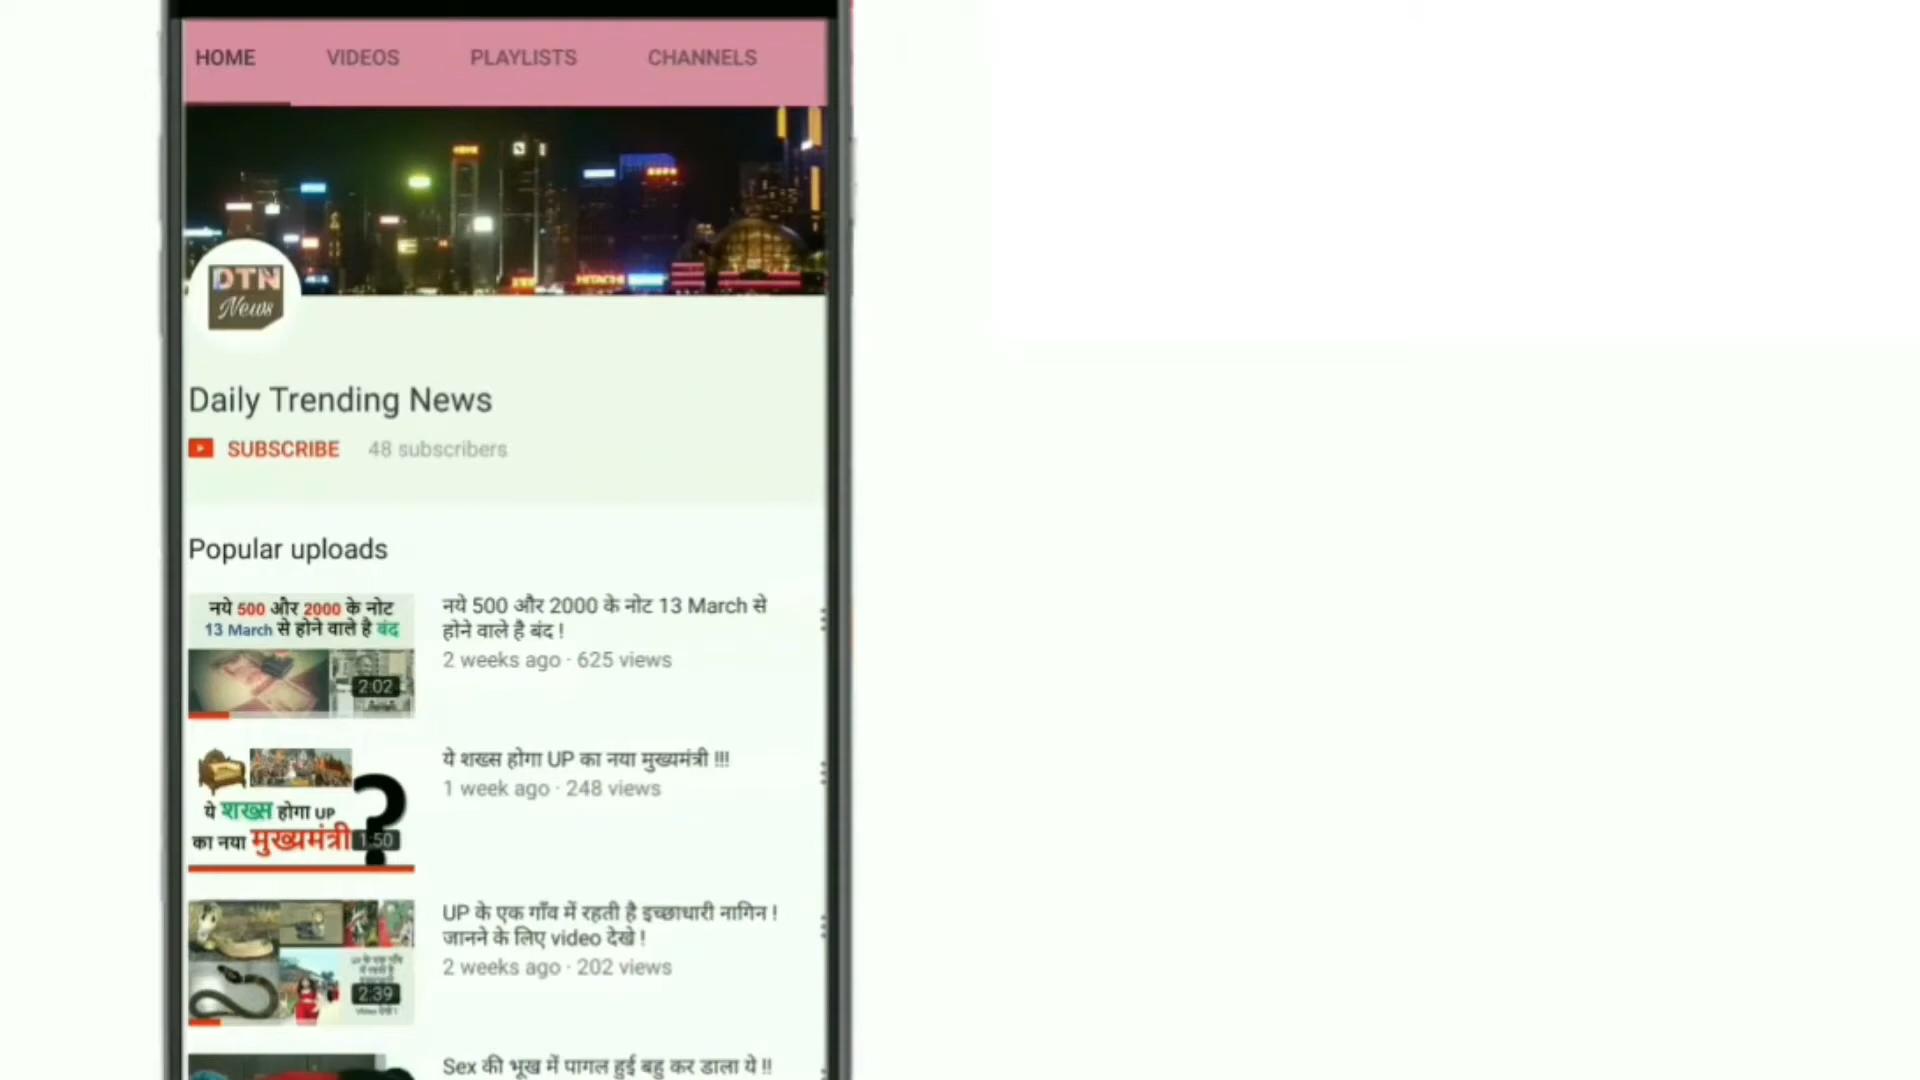 HOME VIDEOS PLAYLISTS CHANNELS
HITACHI
DTN
News
Daily Trending News
SUBSCRIBE 48 subscribers
Popular uploads
नये 500 और 2000 के नोट
13 March से होने वाले है बंद
2:02
नये 500 और 2000 के नोट 13 March से
होने वाले है बंद !
2 weeks ago · 625 views
ये शख्स होगा UP
का नया मुख्यमंत्री
?
1:50
ये शख्स होगा UP का नया मुख्यमंत्री !!!
1 week ago · 248 views
2:39
UP के एक गाँव में रहती है इच्छाधारी नागिन !
जानने के लिए video देखे !
2 weeks ago · 202 views
Sex की भूख में पागल हुई बहु कर डाला ये !!